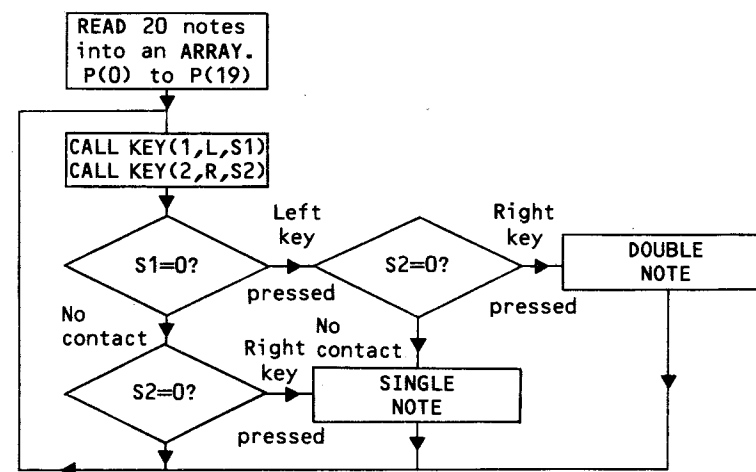 READ 20 notes
into an ARRAY.
P(0) to P(19)
CALL KEY(1,L,S1)
CALL KEY(2,R,S2)
S1=0?
Left
key
pressed
S2=0?
Right
key
pressed
DOUBLE
NOTE
No
contact
No
contact
S2=0?
Right
key
pressed
SINGLE
NOTE